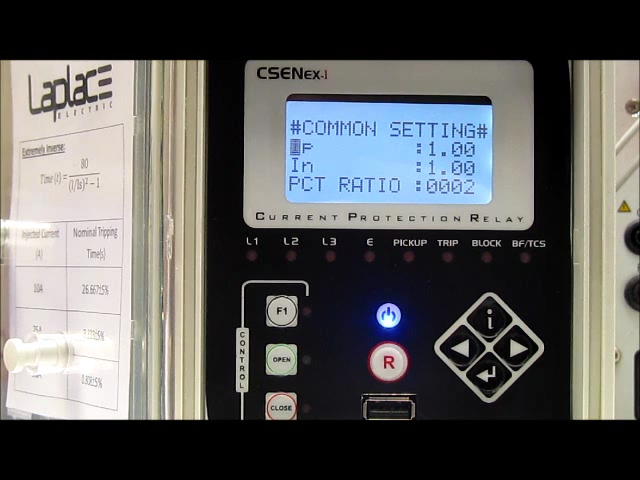 Laplace
ELECTRIC
Extremely Inverse:
Time (t) = 80
(I/Is)² − 1
Injected Current Nominal Tripping
(A) Time(s)
10A 26.667±5%
CSENEX-I
#COMMON SETTING#
Ip :1.00
In :1.00
PCT RATIO :0002
CURRENT PROTECTION RELAY
L1 L2 L3 E PICKUP TRIP BLOCK BF/TCS
CONTROL
F1
OPEN
R
i
CLOSE